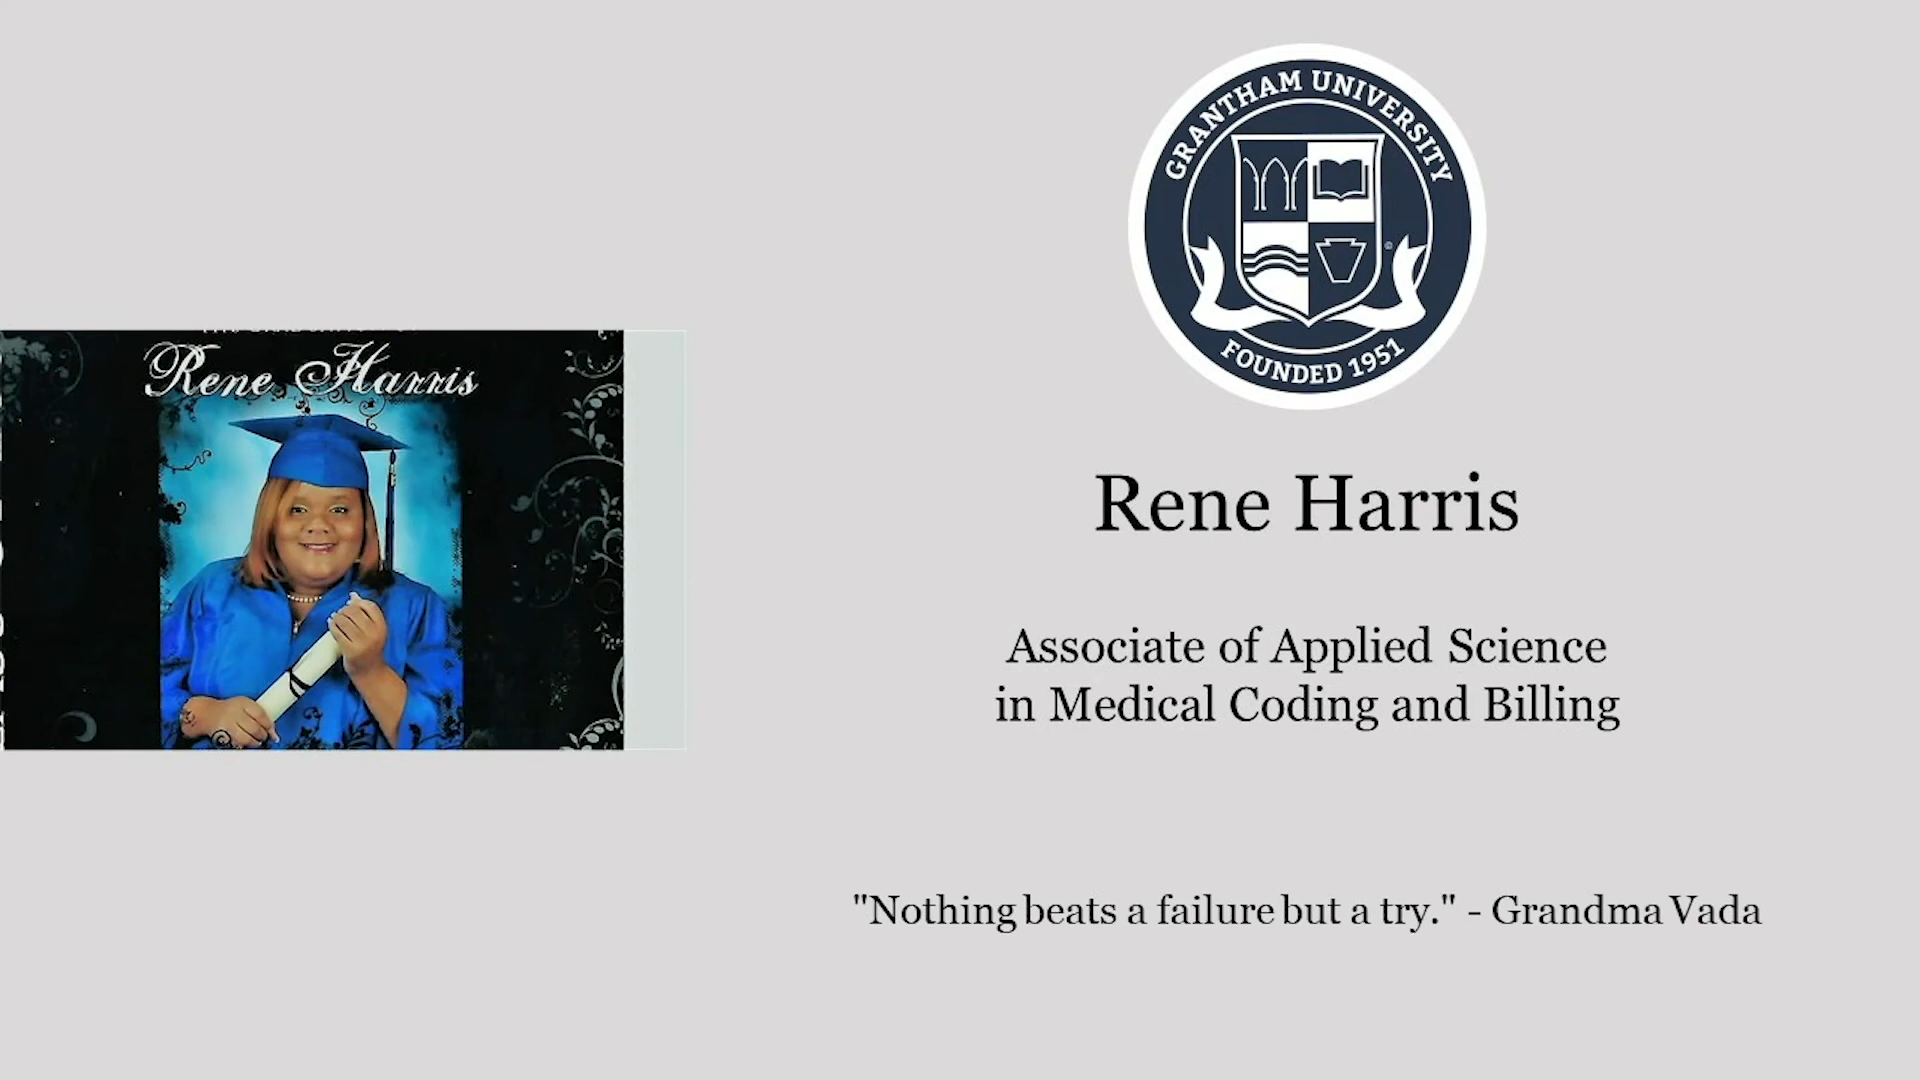 GRANTHAM UNIVERSITY
FOUNDED 1951
Rene Harris
Rene Harris
Associate of Applied Science
in Medical Coding and Billing
"Nothing beats a failure but a try." - Grandma Vada